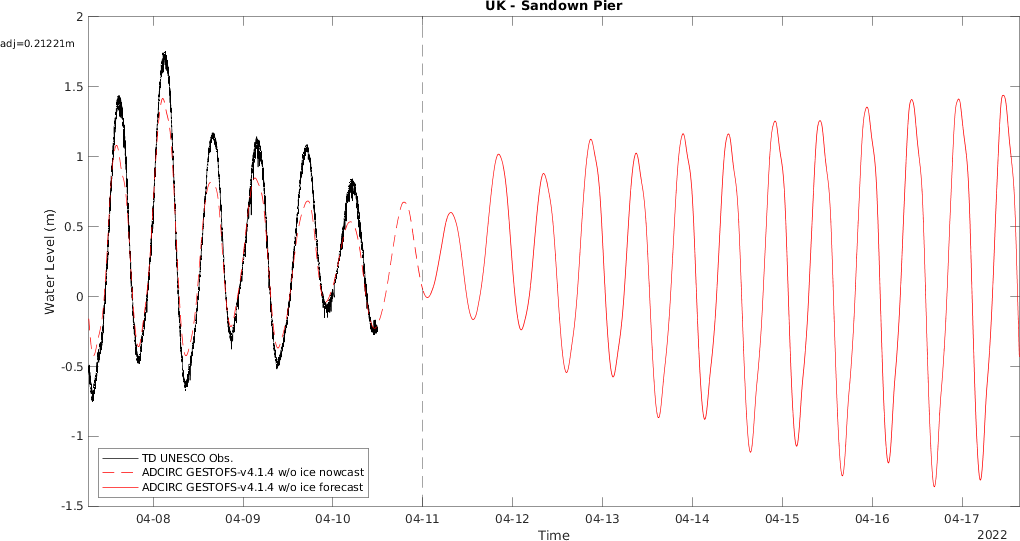 UK - Sandown Pier
adj=0.21221m
2
1.5
1
0.5
0
-0.5
-1
-1.5
Water Level (m)
TD UNESCO Obs.
ADCIRC GESTOFS-v4.1.4 w/o ice nowcast
ADCIRC GESTOFS-v4.1.4 w/o ice forecast
04-08 04-09 04-10 04-11 04-12 04-13 04-14 04-15 04-16 04-17
Time
2022